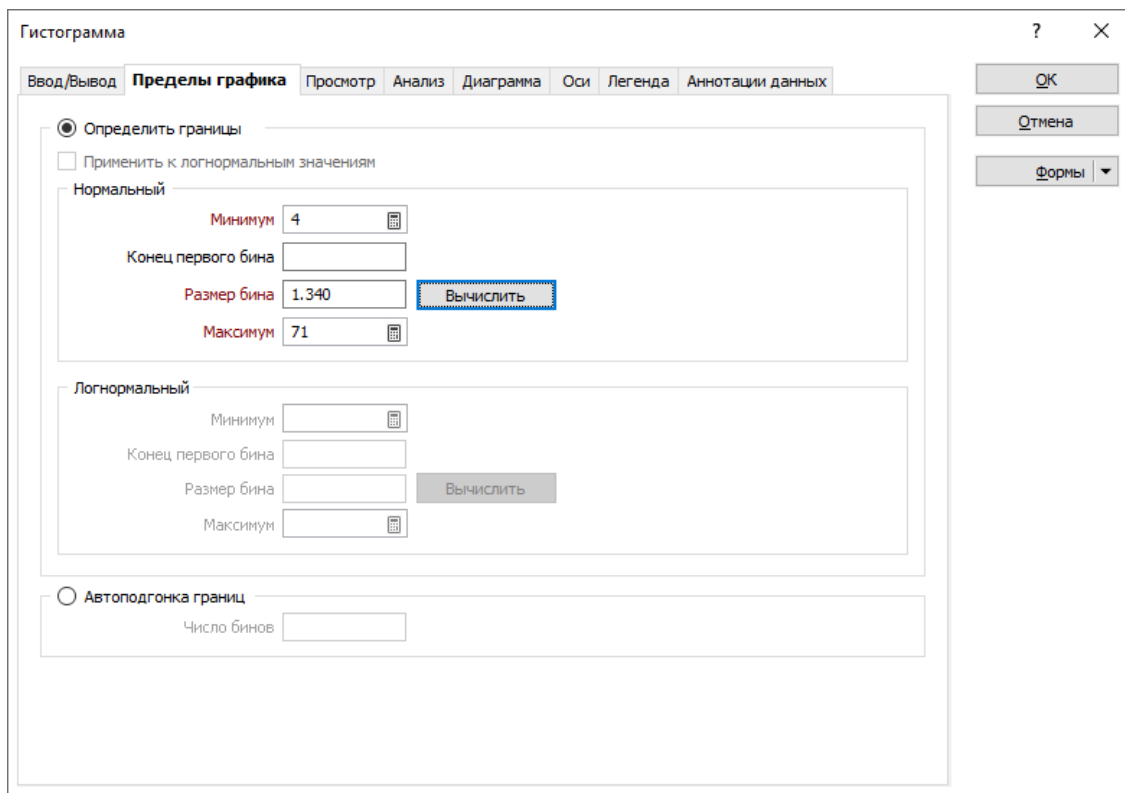 Гистограмма ?
Ввод/Вывод Пределы графика Просмотр Анализ Диаграмма Оси Легенда Аннотации данных
OK
Отмена
Формы
Определить границы
Применить к логнормальным значениям
Нормальный
Минимум 4
Конец первого бина
Размер бина 1.340 Вычислить
Максимум 71
Логнормальный
Минимум
Конец первого бина
Размер бина Вычислить
Максимум
Автоподгонка границ
Число бинов